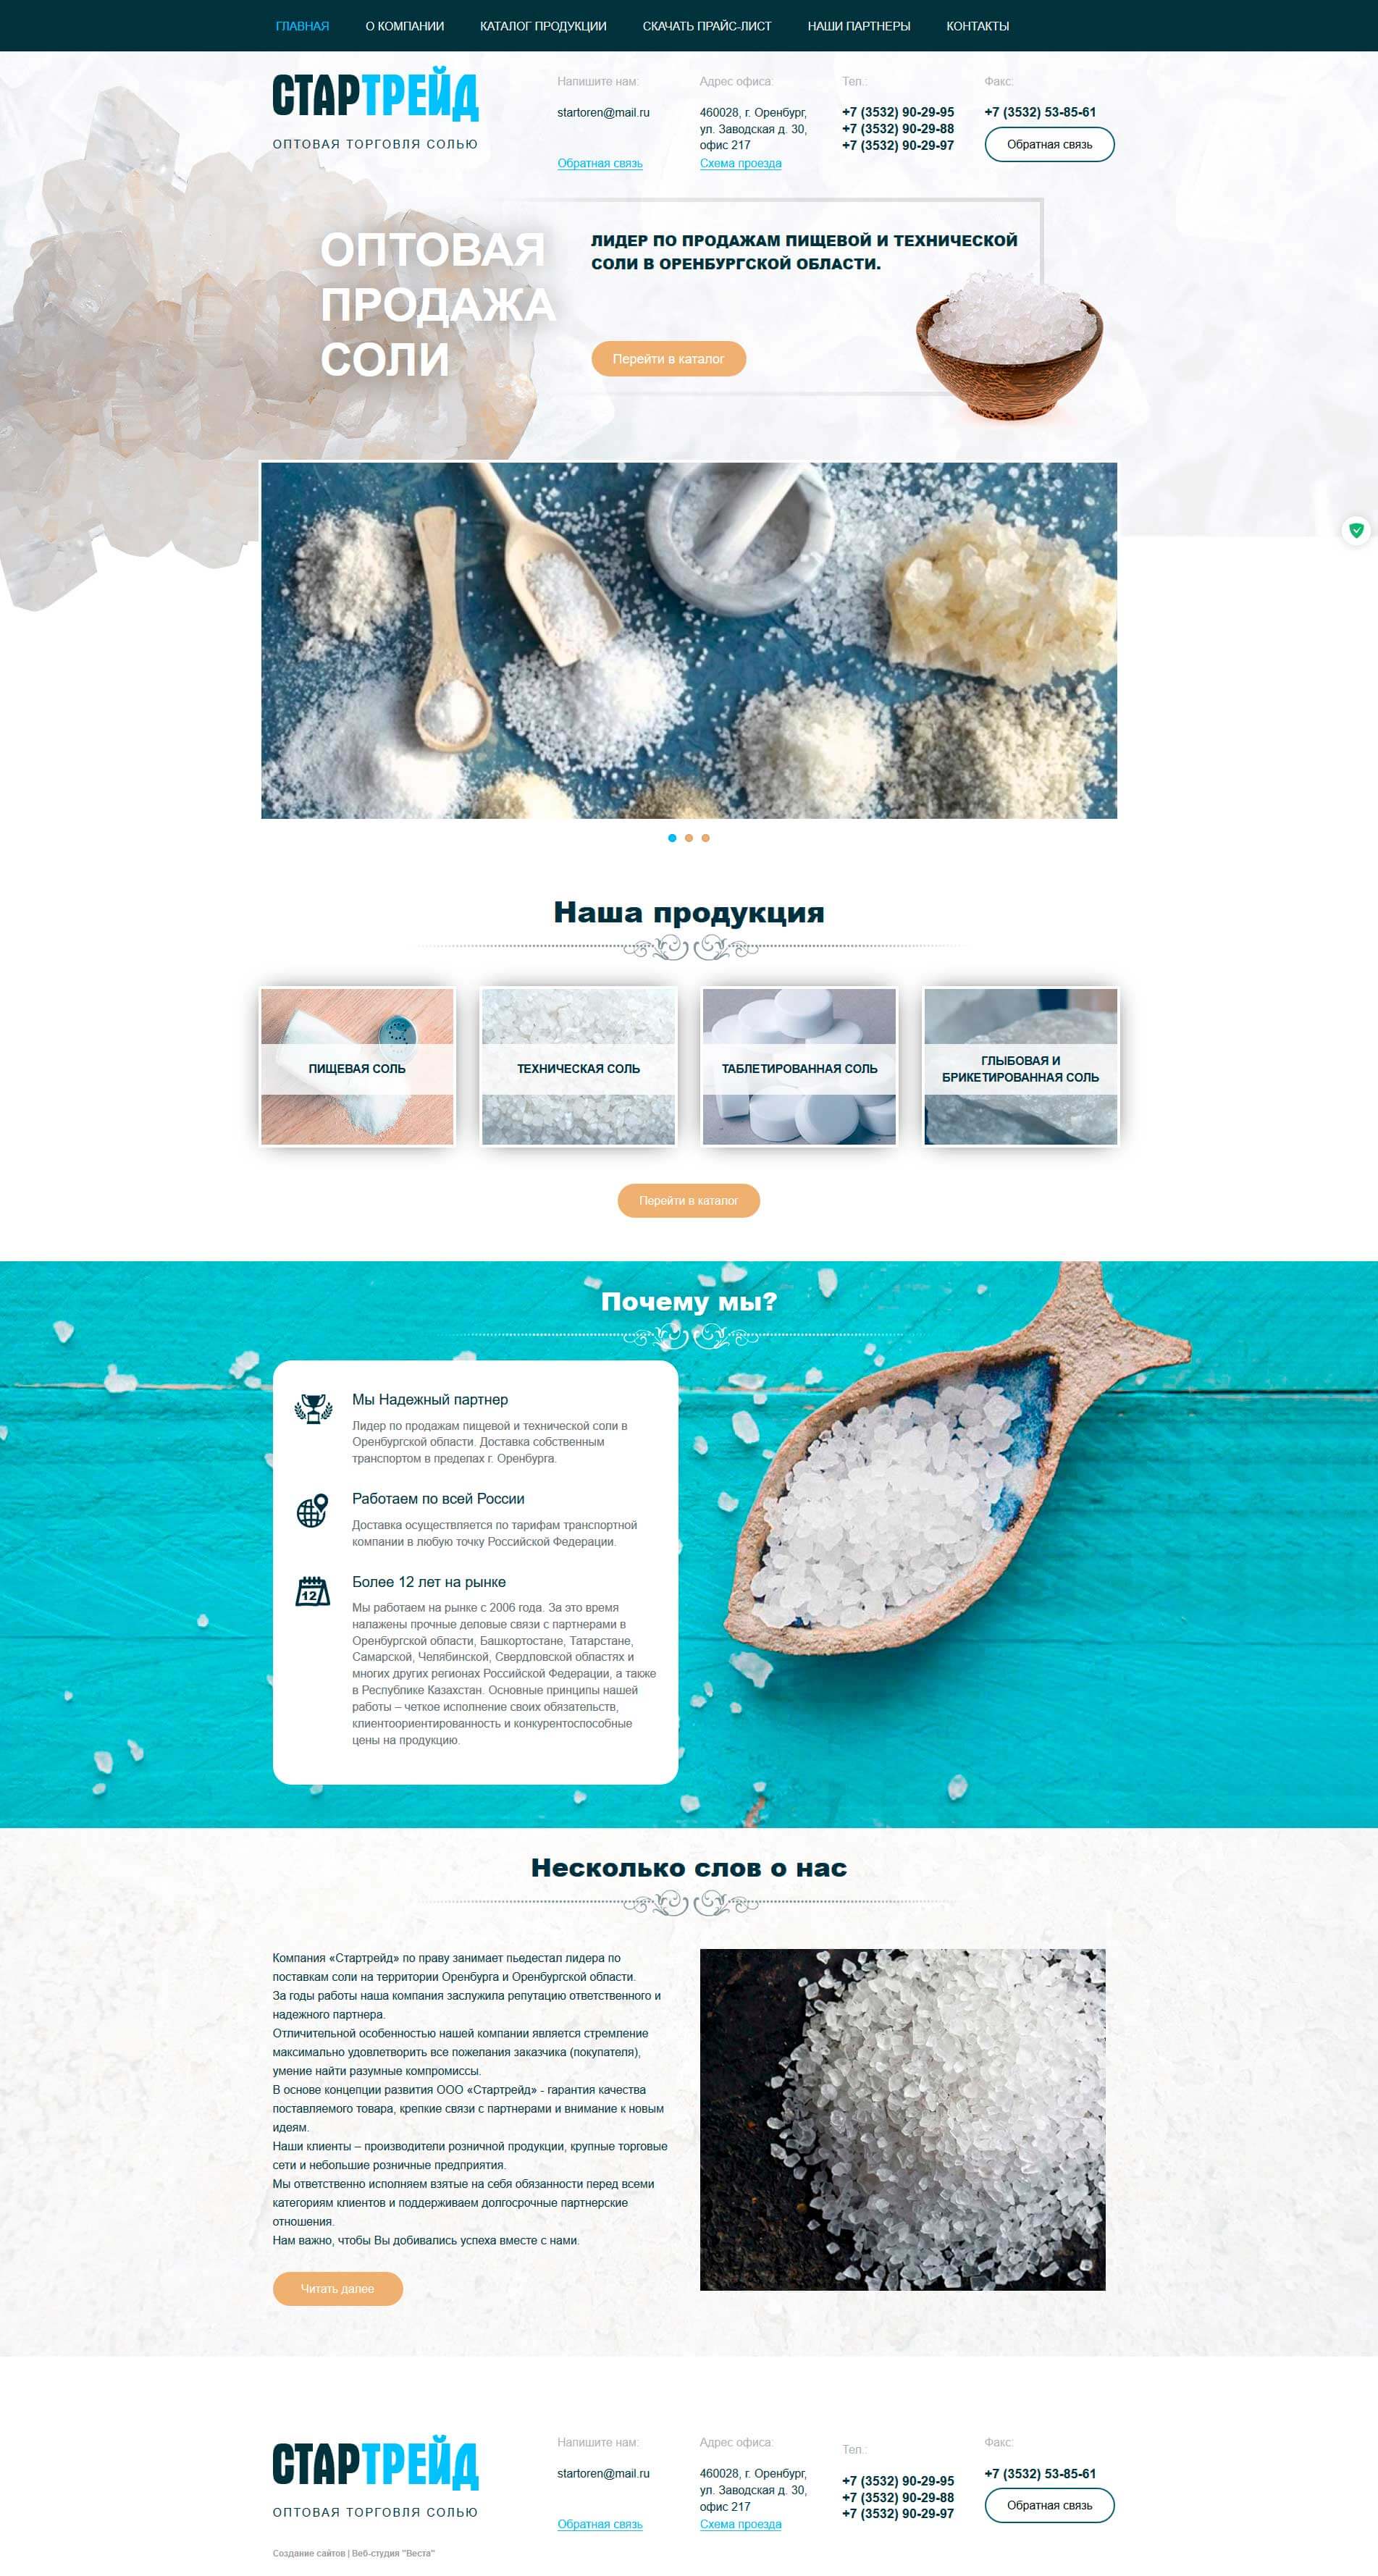 ГЛАВНАЯ О КОМПАНИИ КАТАЛОГ ПРОДУКЦИИ СКАЧАТЬ ПРАЙС-ЛИСТ НАШИ ПАРТНЕРЫ КОНТАКТЫ
СТАРТРЕЙД
ОПТОВАЯ ТОРГОВЛЯ СОЛЬЮ
Напишите нам:
startoren@mail.ru
Обратная связь
Адрес офиса:
460028, г. Оренбург,
ул. Заводская д. 30,
офис 217
Схема проезда
Тел.:
+7 (3532) 90-29-95
+7 (3532) 90-29-88
+7 (3532) 90-29-97
Факс:
+7 (3532) 53-85-61
Обратная связь
ОПТОВАЯ
ПРОДАЖА
СОЛИ
ЛИДЕР ПО ПРОДАЖАМ ПИЩЕВОЙ И ТЕХНИЧЕСКОЙ
СОЛИ В ОРЕНБУРГСКОЙ ОБЛАСТИ.
Перейти в каталог
Наша продукция
ПИЩЕВАЯ СОЛЬ
ТЕХНИЧЕСКАЯ СОЛЬ
ТАБЛЕТИРОВАННАЯ СОЛЬ
ГЛЫБОВАЯ И
БРИКЕТИРОВАННАЯ СОЛЬ
Перейти в каталог
Почему мы?
Мы Надежный партнер
Лидер по продажам пищевой и технической соли в
Оренбургской области. Доставка собственным
транспортом в пределах г. Оренбурга.
Работаем по всей России
Доставка осуществляется по тарифам транспортной
компании в любую точку Российской Федерации.
12
Более 12 лет на рынке
Мы работаем на рынке с 2006 года. За это время
налажены прочные деловые связи с партнерами в
Оренбургской области, Башкортостане, Татарстане,
Самарской, Челябинской, Свердловской областях и
многих других регионах Российской Федерации, а также
в Республике Казахстан. Основные принципы нашей
работы – четкое исполнение своих обязательств,
клиентоориентированность и конкурентоспособные
цены на продукцию.
Несколько слов о нас
Компания «Стартрейд» по праву занимает пьедестал лидера по
поставкам соли на территории Оренбурга и Оренбургской области.
За годы работы наша компания заслужила репутацию ответственного и
надежного партнера.
Отличительной особенностью нашей компании является стремление
максимально удовлетворить все пожелания заказчика (покупателя),
умение найти разумные компромиссы.
В основе концепции развития ООО «Стартрейд» - гарантия качества
поставляемого товара, крепкие связи с партнерами и внимание к новым
идеям.
Наши клиенты – производители розничной продукции, крупные торговые
сети и небольшие розничные предприятия.
Мы ответственно исполняем взятые на себя обязанности перед всеми
категориям клиентов и поддерживаем долгосрочные партнерские
отношения.
Нам важно, чтобы Вы добивались успеха вместе с нами.
Читать далее
СТАРТРЕЙД
ОПТОВАЯ ТОРГОВЛЯ СОЛЬЮ
Напишите нам:
startoren@mail.ru
Обратная связь
Адрес офиса:
460028, г. Оренбург,
ул. Заводская д. 30,
офис 217
Схема проезда
Тел.:
+7 (3532) 90-29-95
+7 (3532) 90-29-88
+7 (3532) 90-29-97
Факс:
+7 (3532) 53-85-61
Обратная связь
Создание сайтов | Веб-студия "Веста"